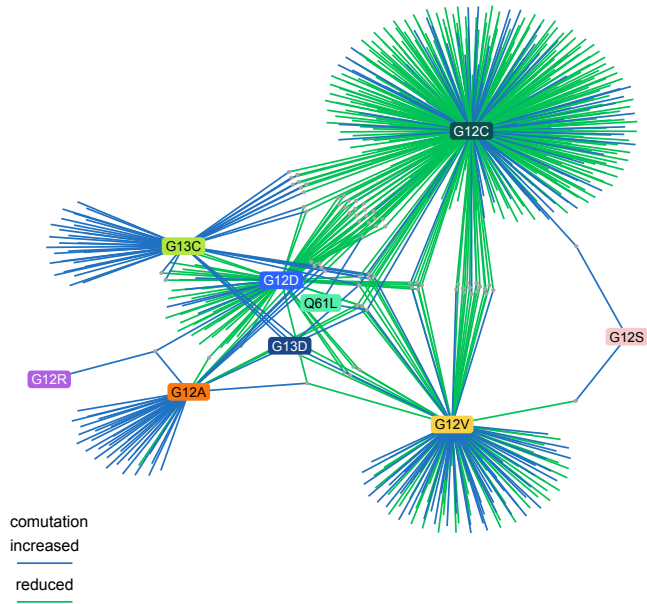 G12C
G13C
G12D
Q61L
G12S
G13D
G12R
G12A
G12V
comutation
increased
reduced